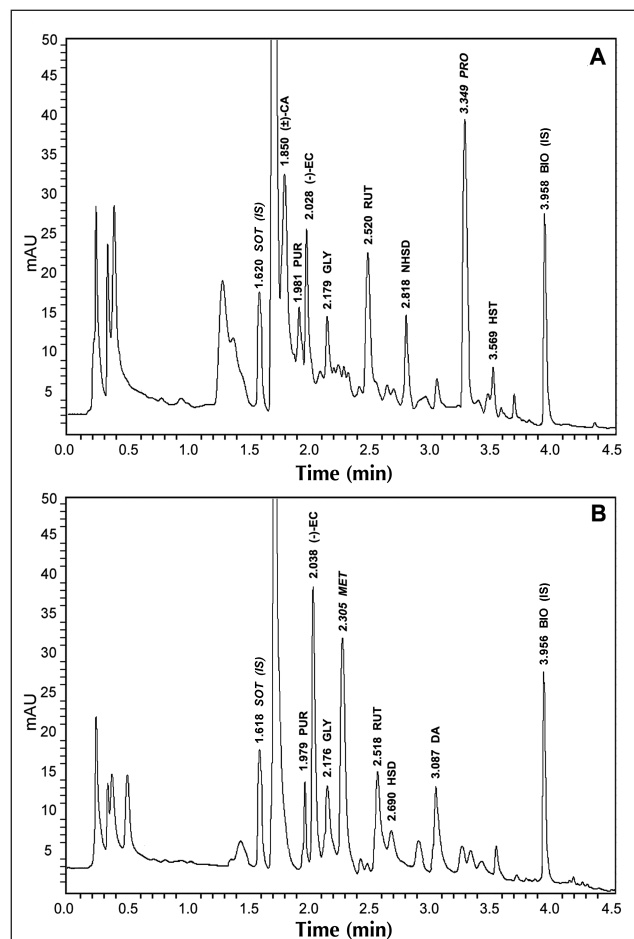 A
50
45
40
35
30
25
20
15
10
5
mAU
1.620 SOT (IS)
1.850 (±)-CA
1.981 PUR
2.028 (-)-EC
2.179 GLY
2.520 RUT
2.818 NHSD
3.349 PRO
3.569 HST
3.958 BIO (IS)
0.0 0.5 1.5 2.0 2.5 3.0 3.5 4.0 4.5
Time (min)
B
50
45
40
35
30
25
20
15
10
5
mAU
1.618 SOT (IS)
1.979 PUR
2.038 (-)-EC
2.176 GLY
2.305 MET
2.518 RUT
2.690 HSD
3.087 DA
3.956 BIO (IS)
0.0 0.5 1.5 2.0 2.5 3.0 3.5 4.0 4.5
Time (min)